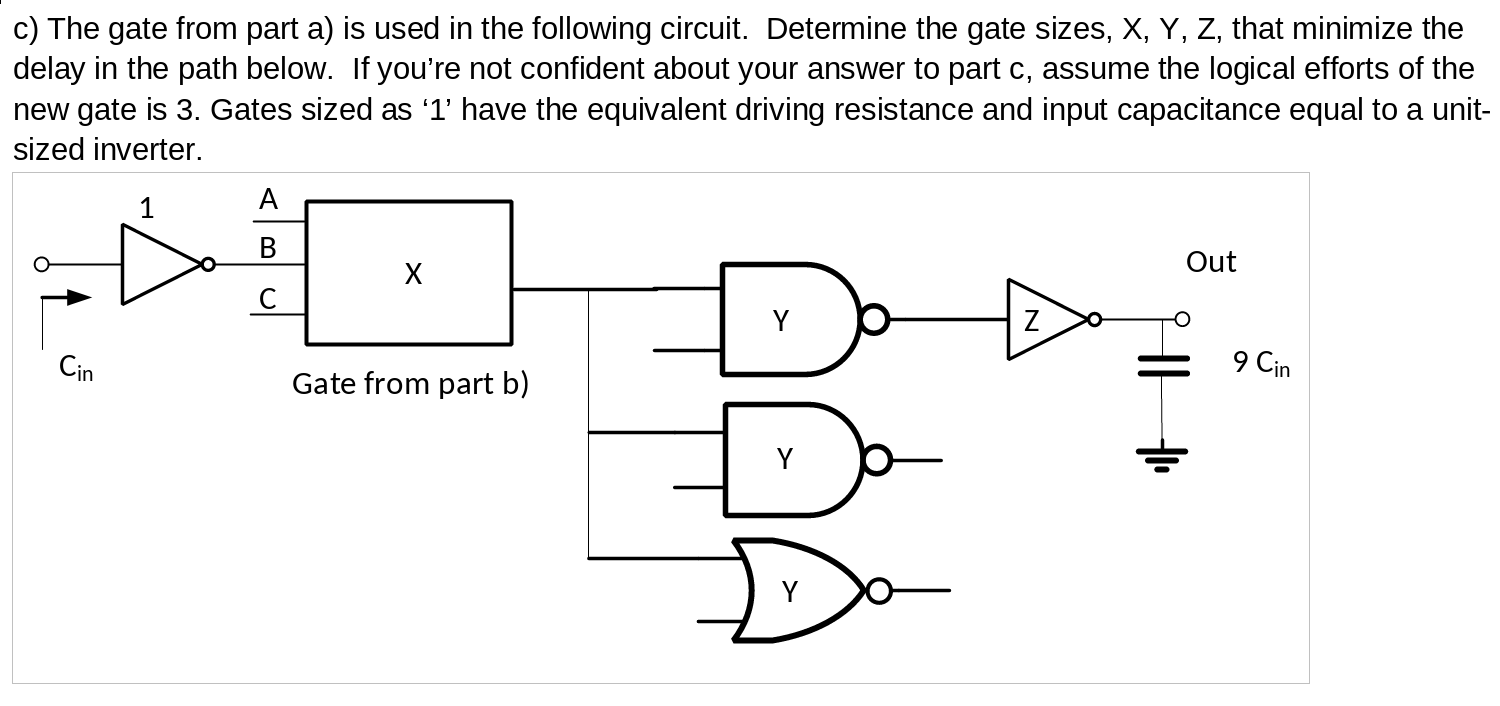 c) The gate from part a) is used in the following circuit.  Determine the gate sizes, X, Y, Z, that minimize the
delay in the path below.  If you’re not confident about your answer to part c, assume the logical efforts of the
new gate is 3. Gates sized as ‘1’ have the equivalent driving resistance and input capacitance equal to a unit-
sized inverter.
1
A
B
C
X
Cin
Gate from part b)
Y
Z
Out
9 Cin
Y
Y